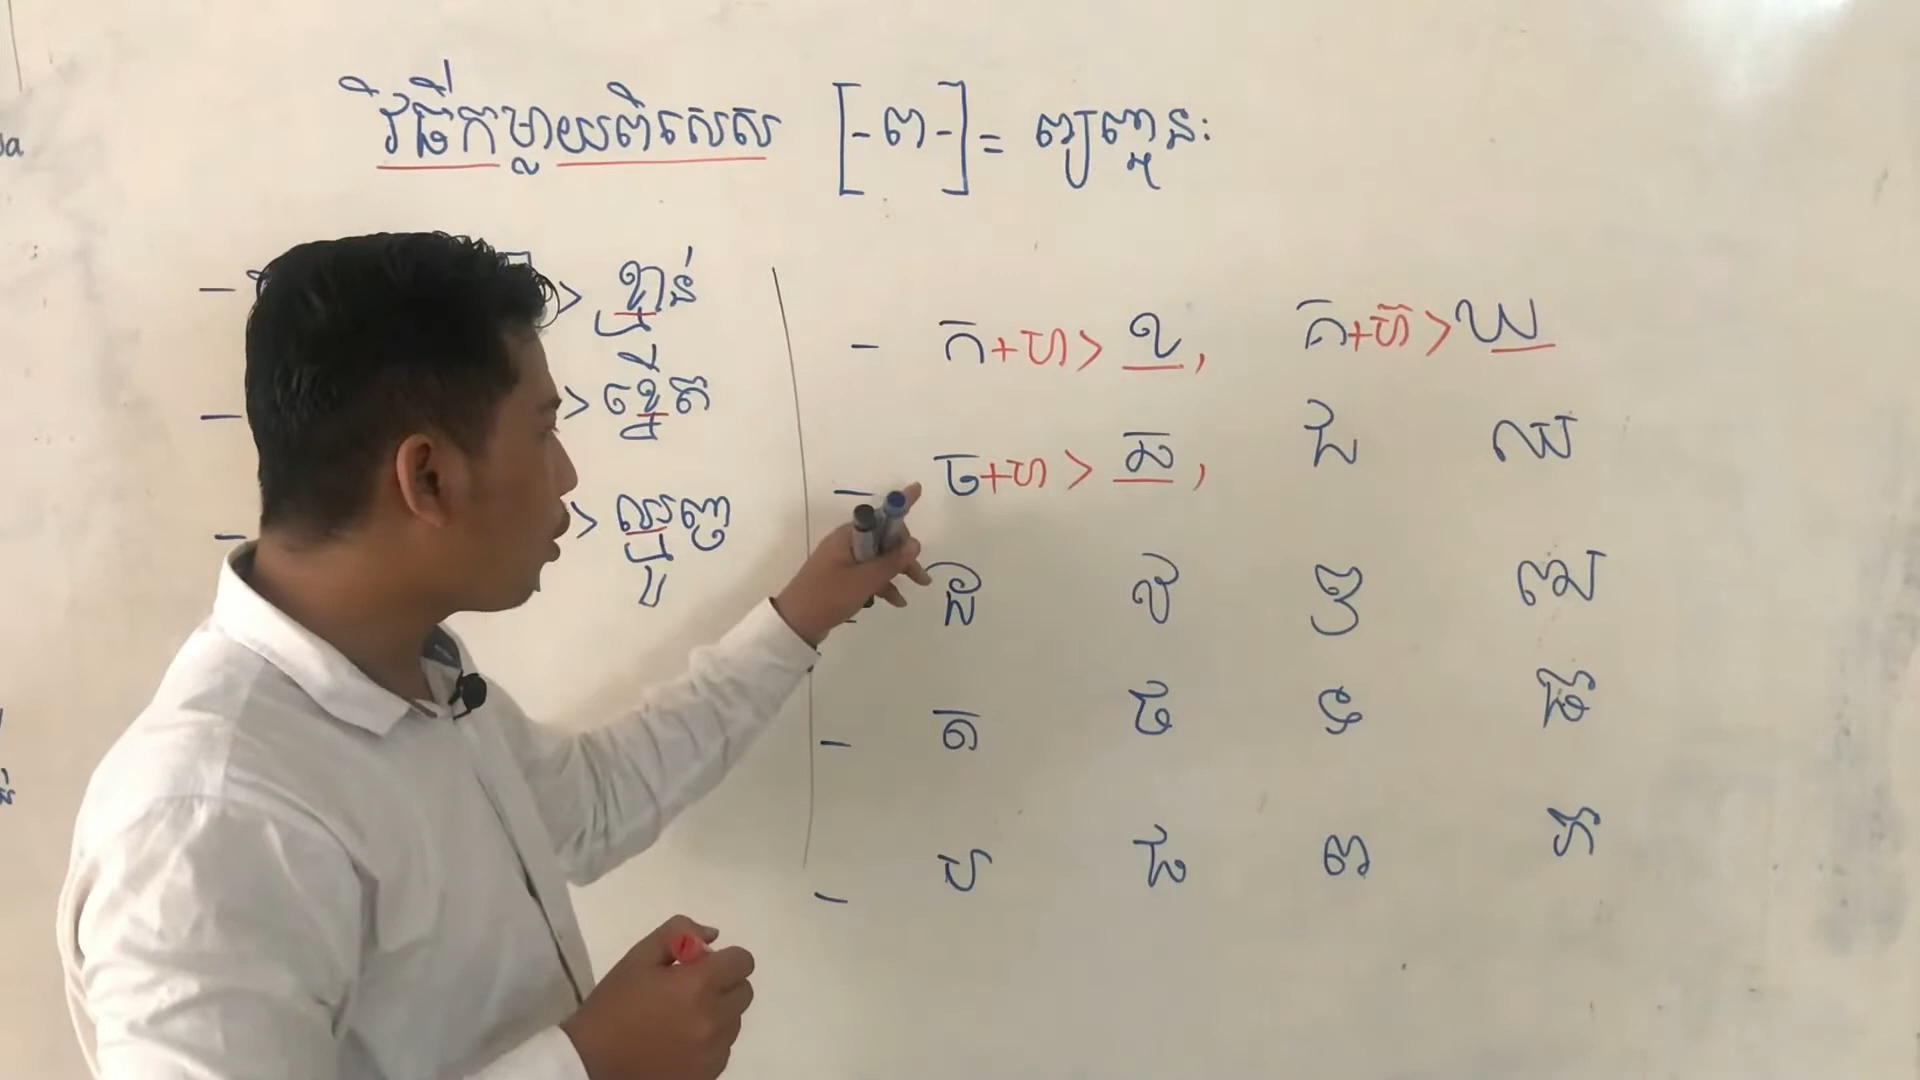 វិធីកម្លាយពិសេស [-ព-] = ព្យញ្ជនៈ
> ខ្មាន់
> ចខ្នើត
> ឈ្មួញ
- ក+ហ > ខ, គ+ហ៊ > ឃ
- ច+ហ > ឆ, ជ ឈ
- ដ ឋ ឌ ឍ
- ត ថ ទ ធ
- ប ផ ព ភ